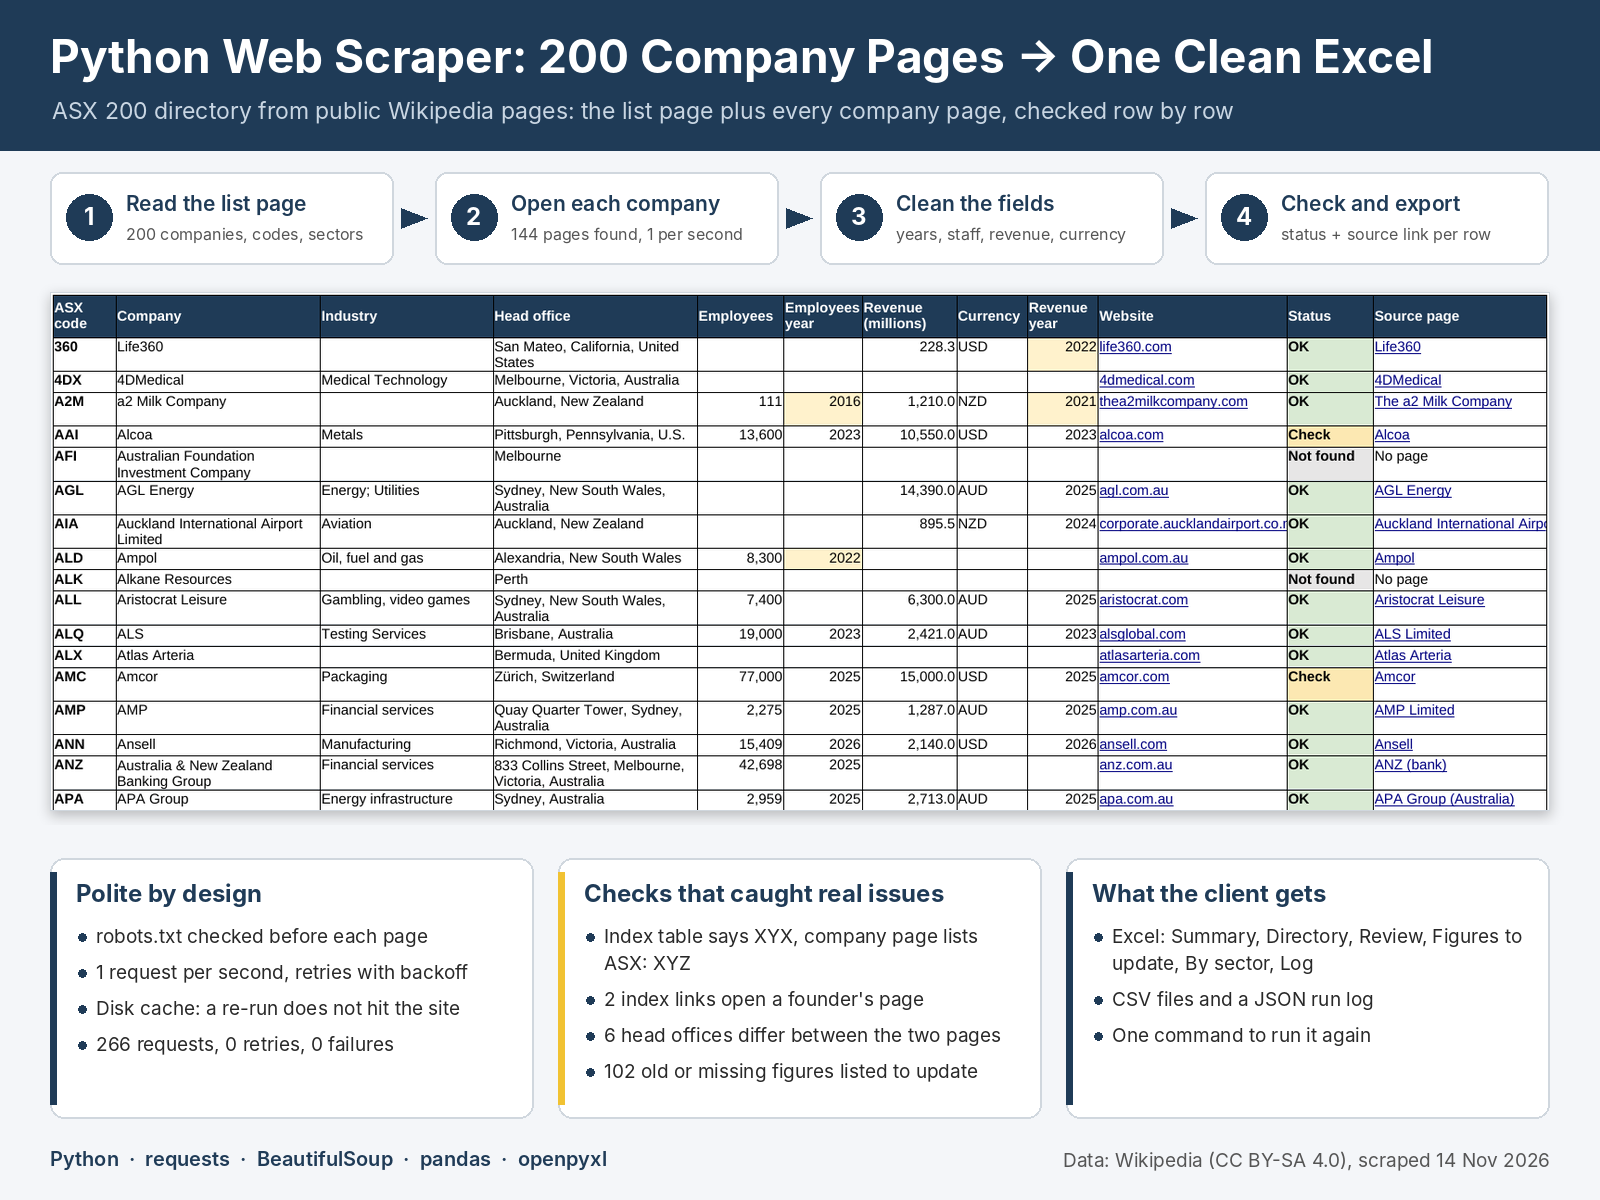 Python Web Scraper: 200 Company Pages → One Clean Excel
ASX 200 directory from public Wikipedia pages: the list page plus every company page, checked row by row
1 Read the list page
200 companies, codes, sectors
2 Open each company
144 pages found, 1 per second
3 Clean the fields
years, staff, revenue, currency
4 Check and export
status + source link per row
ASX code Company Industry Head office Employees Employees year Revenue (millions) Currency Revenue year Website Status Source page
360 Life360 San Mateo, California, United States 228.3 USD 2022 life360.com OK Life360
4DX 4DMedical Medical Technology Melbourne, Victoria, Australia 4dmedical.com OK 4DMedical
A2M a2 Milk Company Auckland, New Zealand 111 2016 1,210.0 NZD 2021 thea2milkcompany.com OK The a2 Milk Company
AAI Alcoa Metals Pittsburgh, Pennsylvania, U.S. 13,600 2023 10,550.0 USD 2023 alcoa.com Check Alcoa
AFI Australian Foundation Investment Company Melbourne Not found No page
AGL AGL Energy Energy; Utilities Sydney, New South Wales, Australia 14,390.0 AUD 2025 agl.com.au OK AGL Energy
AIA Auckland International Airport Limited Aviation Auckland, New Zealand 895.5 NZD 2024 corporate.aucklandairport.co.n OK Auckland International Airpo
ALD Ampol Oil, fuel and gas Alexandria, New South Wales 8,300 2022 ampol.com.au OK Ampol
ALK Alkane Resources Perth Not found No page
ALL Aristocrat Leisure Gambling, video games Sydney, New South Wales, Australia 7,400 6,300.0 AUD 2025 aristocrat.com OK Aristocrat Leisure
ALQ ALS Testing Services Brisbane, Australia 19,000 2023 2,421.0 AUD 2023 alsglobal.com OK ALS Limited
ALX Atlas Arteria Bermuda, United Kingdom atlasarteria.com OK Atlas Arteria
AMC Amcor Packaging Zürich, Switzerland 77,000 2025 15,000.0 USD 2025 amcor.com Check Amcor
AMP AMP Financial services Quay Quarter Tower, Sydney, Australia 2,275 2025 1,287.0 AUD 2025 amp.com.au OK AMP Limited
ANN Ansell Manufacturing Richmond, Victoria, Australia 15,409 2026 2,140.0 USD 2026 ansell.com OK Ansell
ANZ Australia & New Zealand Banking Group Financial services 833 Collins Street, Melbourne, Victoria, Australia 42,698 2025 anz.com.au OK ANZ (bank)
APA APA Group Energy infrastructure Sydney, Australia 2,959 2025 2,713.0 AUD 2025 apa.com.au OK APA Group (Australia)
Polite by design
• robots.txt checked before each page
• 1 request per second, retries with backoff
• Disk cache: a re-run does not hit the site
• 266 requests, 0 retries, 0 failures
Checks that caught real issues
• Index table says XYX, company page lists
ASX: XYZ
• 2 index links open a founder's page
• 6 head offices differ between the two pages
• 102 old or missing figures listed to update
What the client gets
• Excel: Summary, Directory, Review, Figures to
update, By sector, Log
• CSV files and a JSON run log
• One command to run it again
Python · requests · BeautifulSoup · pandas · openpyxl
Data: Wikipedia (CC BY-SA 4.0), scraped 14 Nov 2026